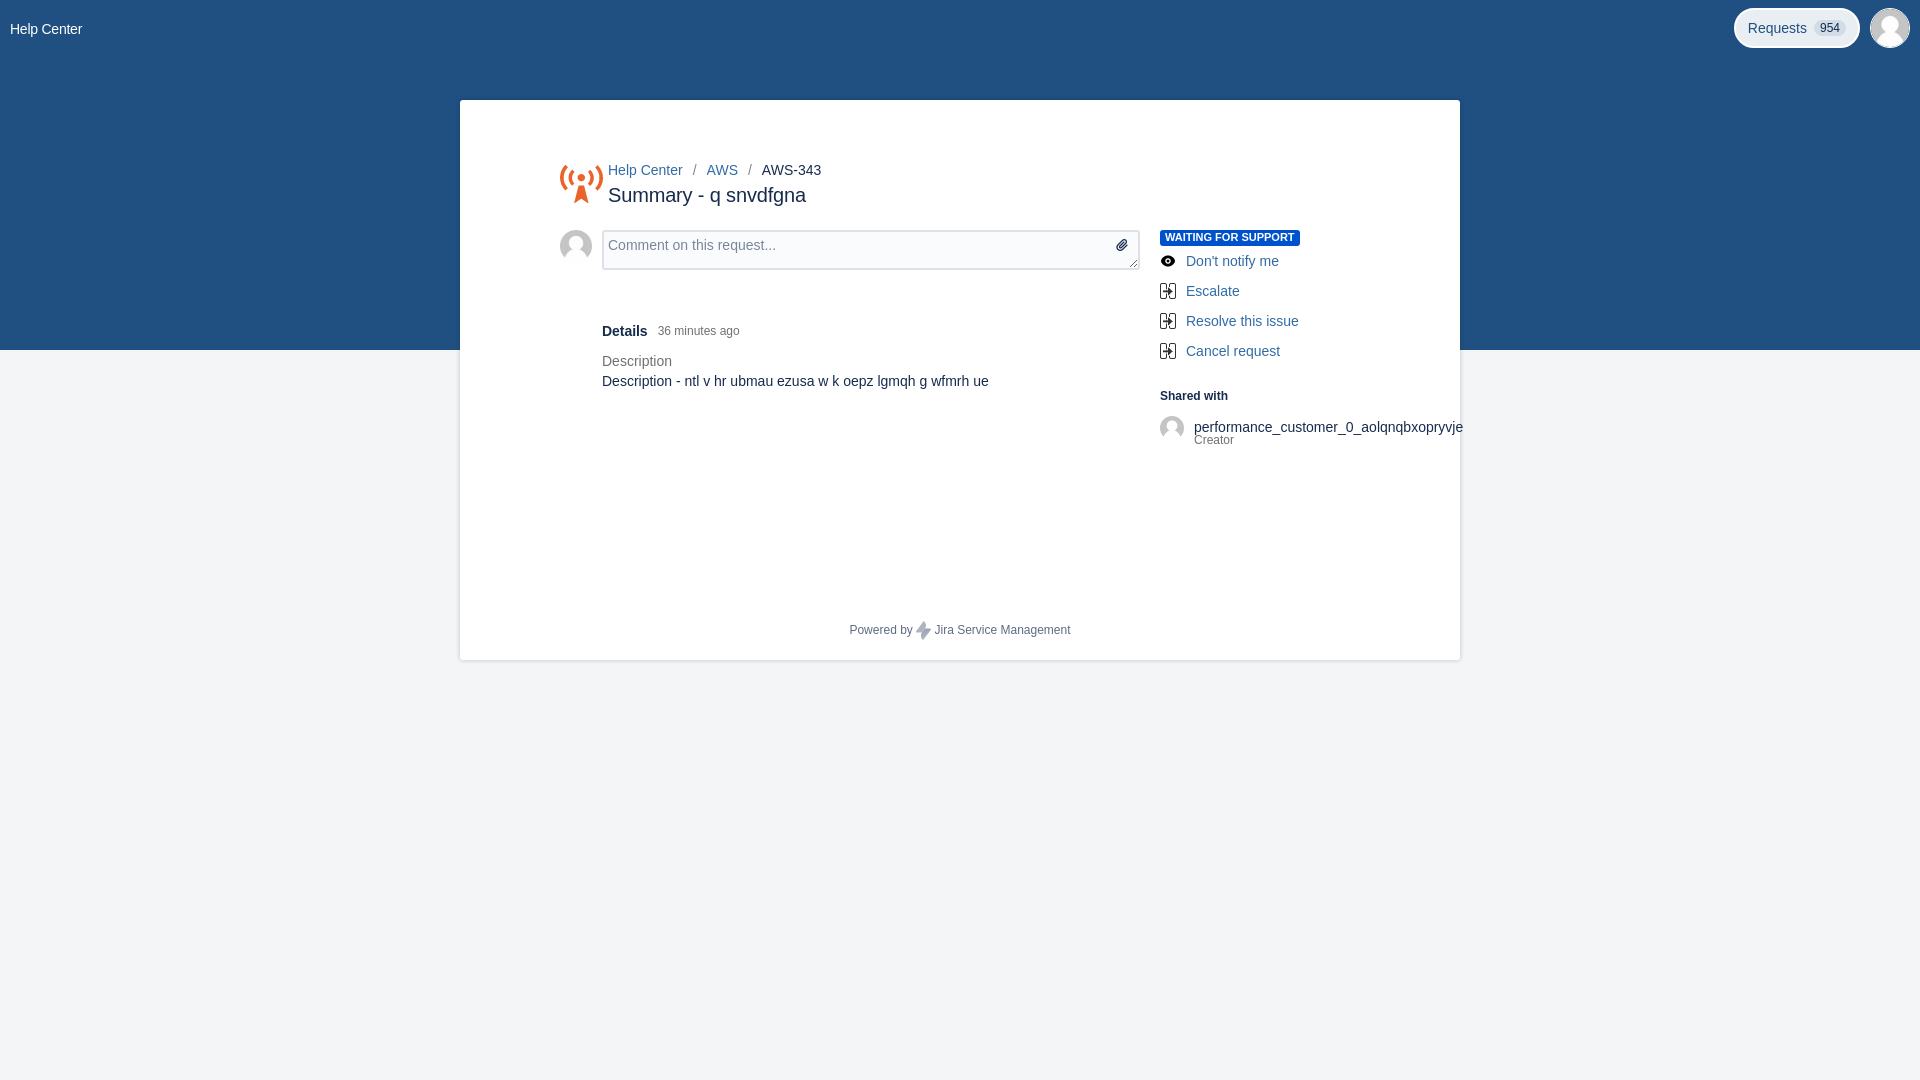 Help Center
Requests 954
Help Center / AWS / AWS-343
Summary - q snvdfgna
Comment on this request...
WAITING FOR SUPPORT
Don't notify me
Escalate
Resolve this issue
Cancel request
Details 36 minutes ago
Description
Description - ntl v hr ubmau ezusa w k oepz lgmqh g wfmrh ue
Shared with
performance_customer_0_aolqnqbxopryvje
Creator
Powered by Jira Service Management